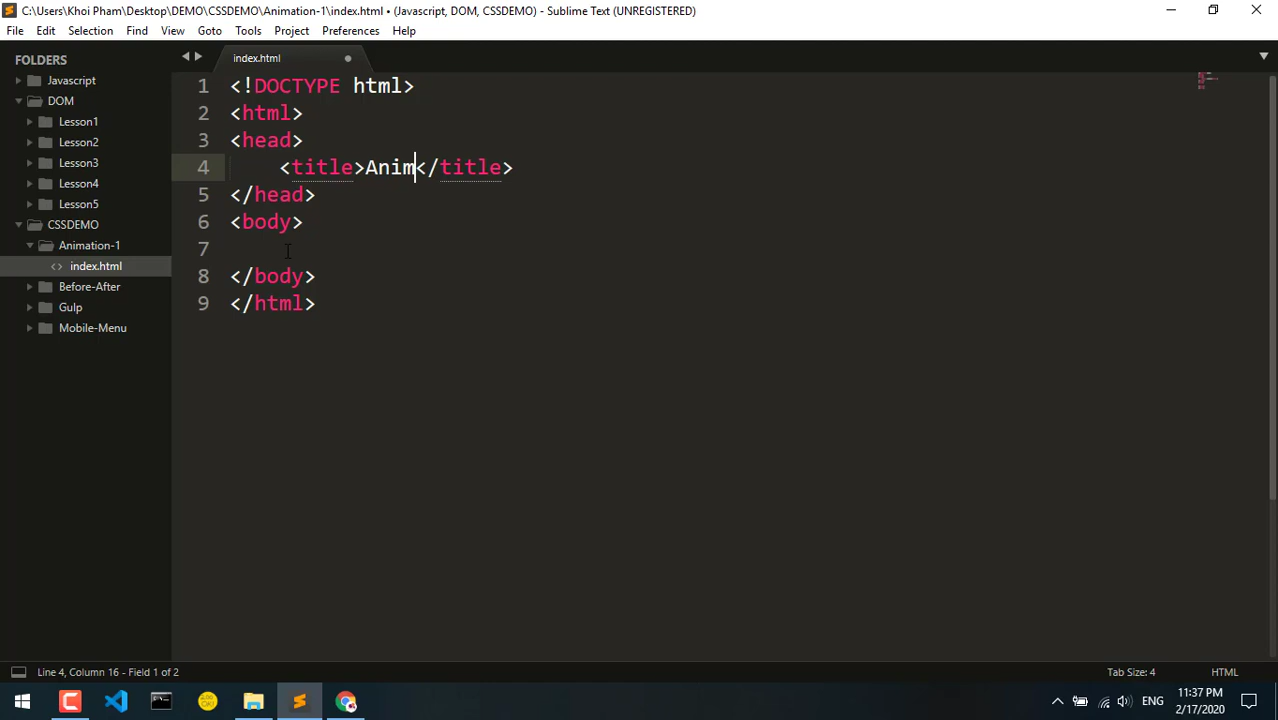 C:\Users\Khoi Pham\Desktop\DEMO\CSSDEMO\Animation-1\index.html • (Javascript, DOM, CSSDEMO) - Sublime Text (UNREGISTERED)
File Edit Selection Find View Goto Tools Project Preferences Help
FOLDERS
Javascript
DOM
Lesson1
Lesson2
Lesson3
Lesson4
Lesson5
CSSDEMO
Animation-1
<> index.html
Before-After
Gulp
Mobile-Menu
index.html
1 <!DOCTYPE html>
2 <html>
3 <head>
4 <title>Anim</title>
5 </head>
6 <body>
7
8 </body>
9 </html>
Line 4, Column 16 - Field 1 of 2
Tab Size: 4
HTML
ENG
11:37 PM
2/17/2020